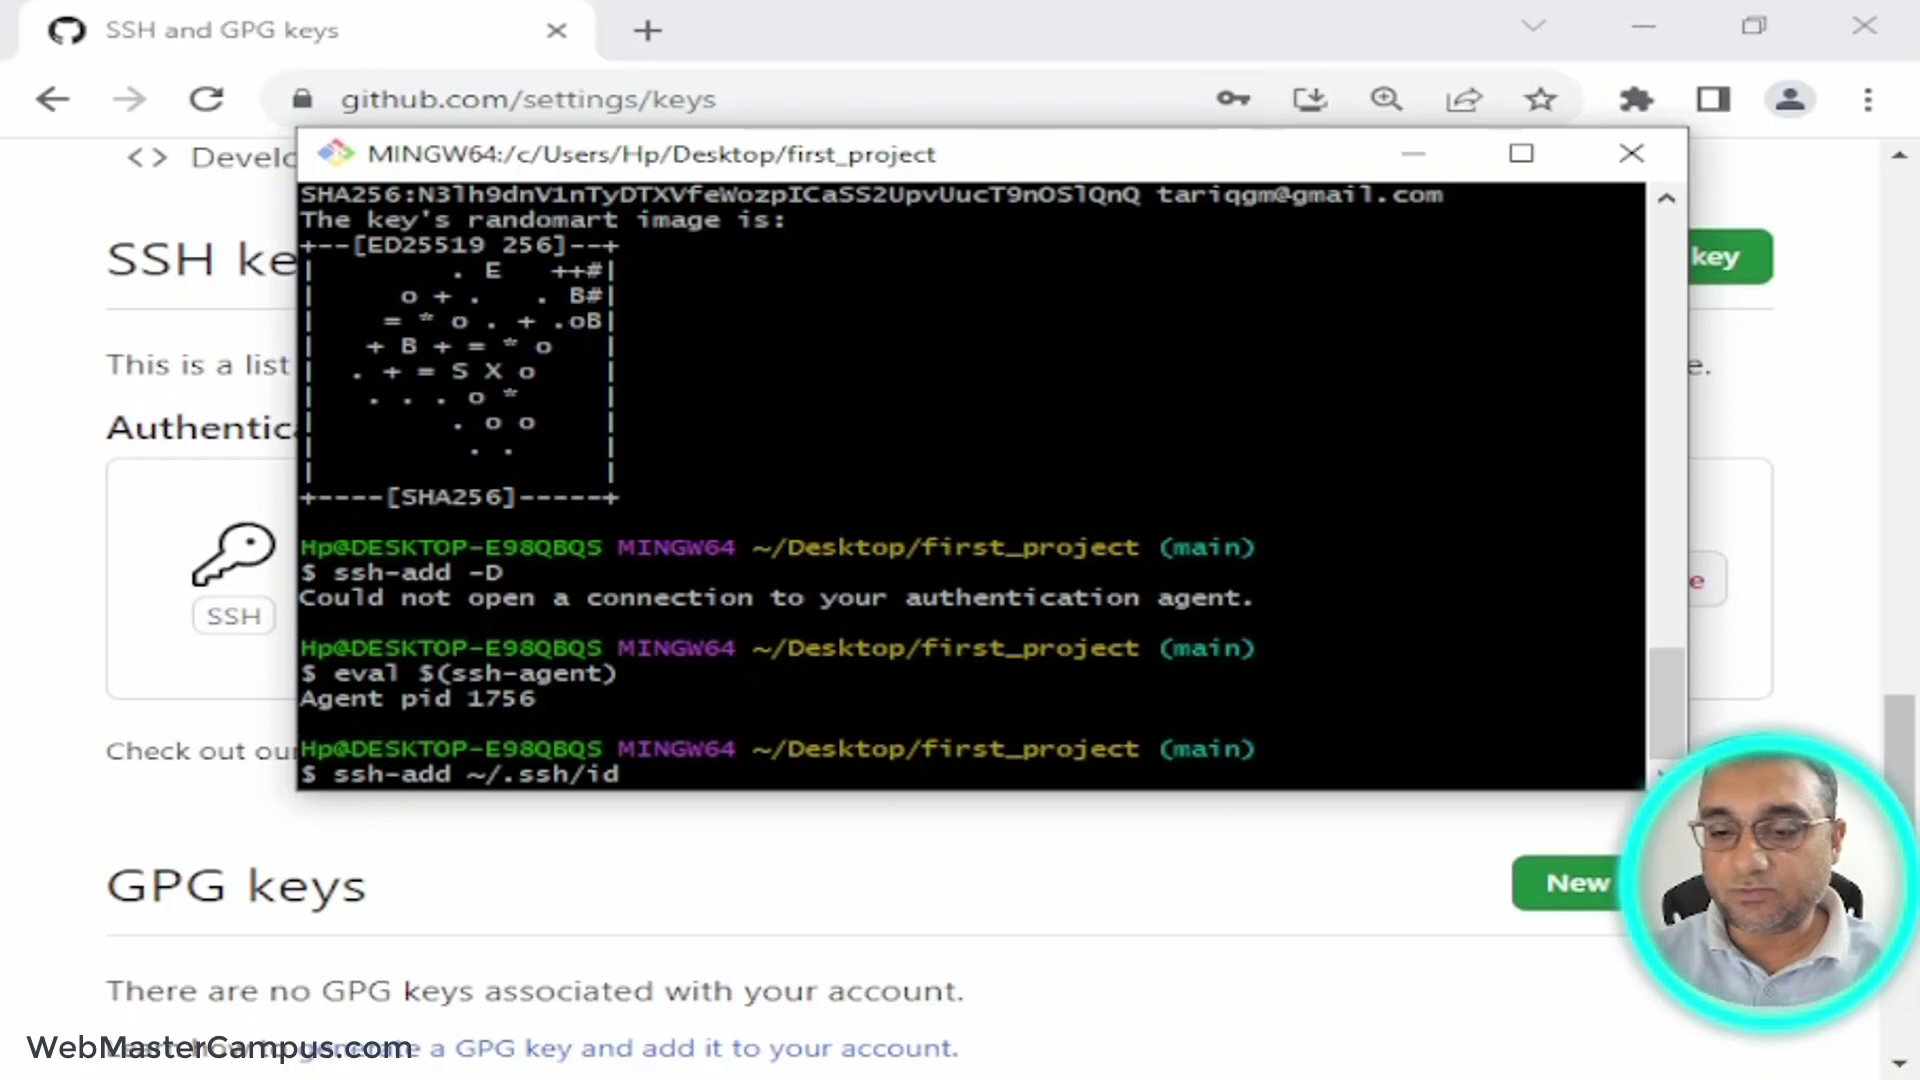 SSH and GPG keys
github.com/settings/keys
<> Develo
MINGW64:/c/Users/Hp/Desktop/first_project
SHA256:N3lh9dnV1nTyDTXVfeWozpICaSS2UpvUucT9nOSlQnQ tariqgm@gmail.com
The key's randomart image is:
+--[ED25519 256]--+
|        . E   ++#|
|     o + .   . B#|
|    = * o . + .oB|
|   + B + = * o   |
|  . + = S X o    |
|   . . . o *     |
|        . o o    |
|         . .     |
|                 |
+----[SHA256]-----+
Hp@DESKTOP-E98QBQS MINGW64 ~/Desktop/first_project (main)
$ ssh-add -D
Could not open a connection to your authentication agent.
Hp@DESKTOP-E98QBQS MINGW64 ~/Desktop/first_project (main)
$ eval $(ssh-agent)
Agent pid 1756
Hp@DESKTOP-E98QBQS MINGW64 ~/Desktop/first_project (main)
$ ssh-add ~/.ssh/id
SSH ke
key
This is a list
e.
Authentica
SSH
e
Check out our
GPG keys
New
There are no GPG keys associated with your account.
WebMasterCampus.com
generate a GPG key and add it to your account.